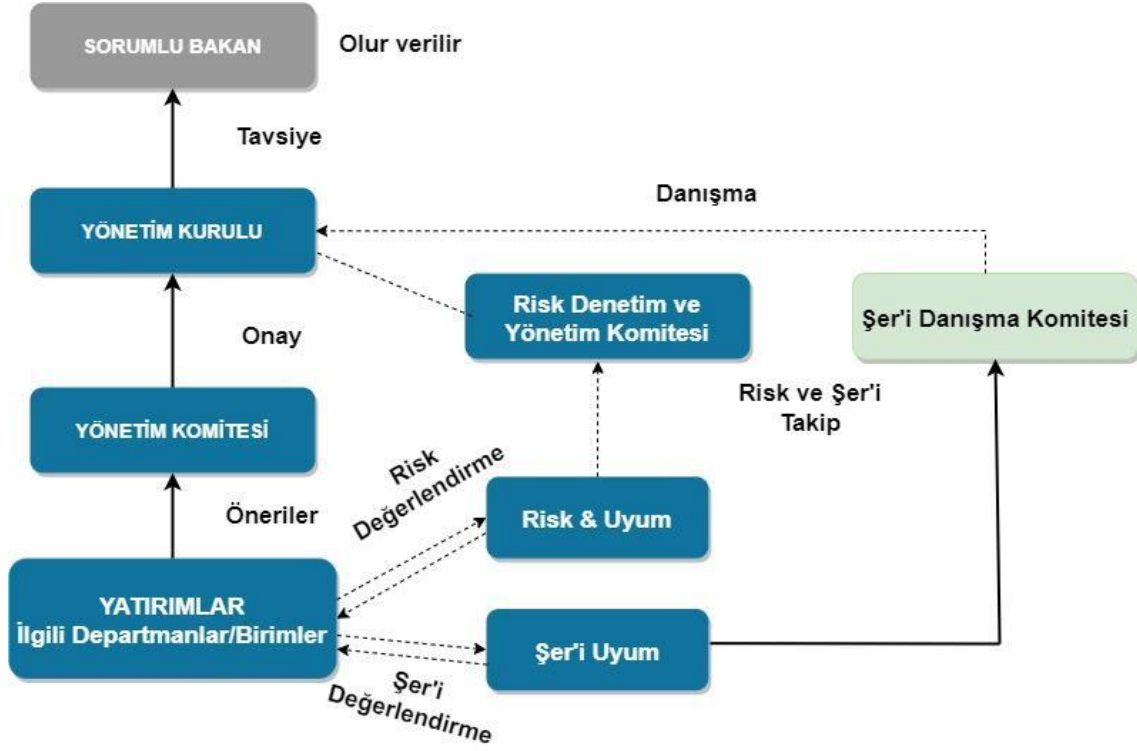 SORUMLU BAKAN
Olur verilir
Tavsiye
Danışma
YÖNETİM KURULU
Risk Denetim ve
Yönetim Komitesi
Şer'i Danışma Komitesi
Onay
Risk ve Şer'i
Takip
YÖNETİM KOMİTESİ
Risk
Değerlendirme
Öneriler
Risk & Uyum
YATIRIMLAR
İlgili Departmanlar/Birimler
Şer'i Uyum
Şer'i
Değerlendirme